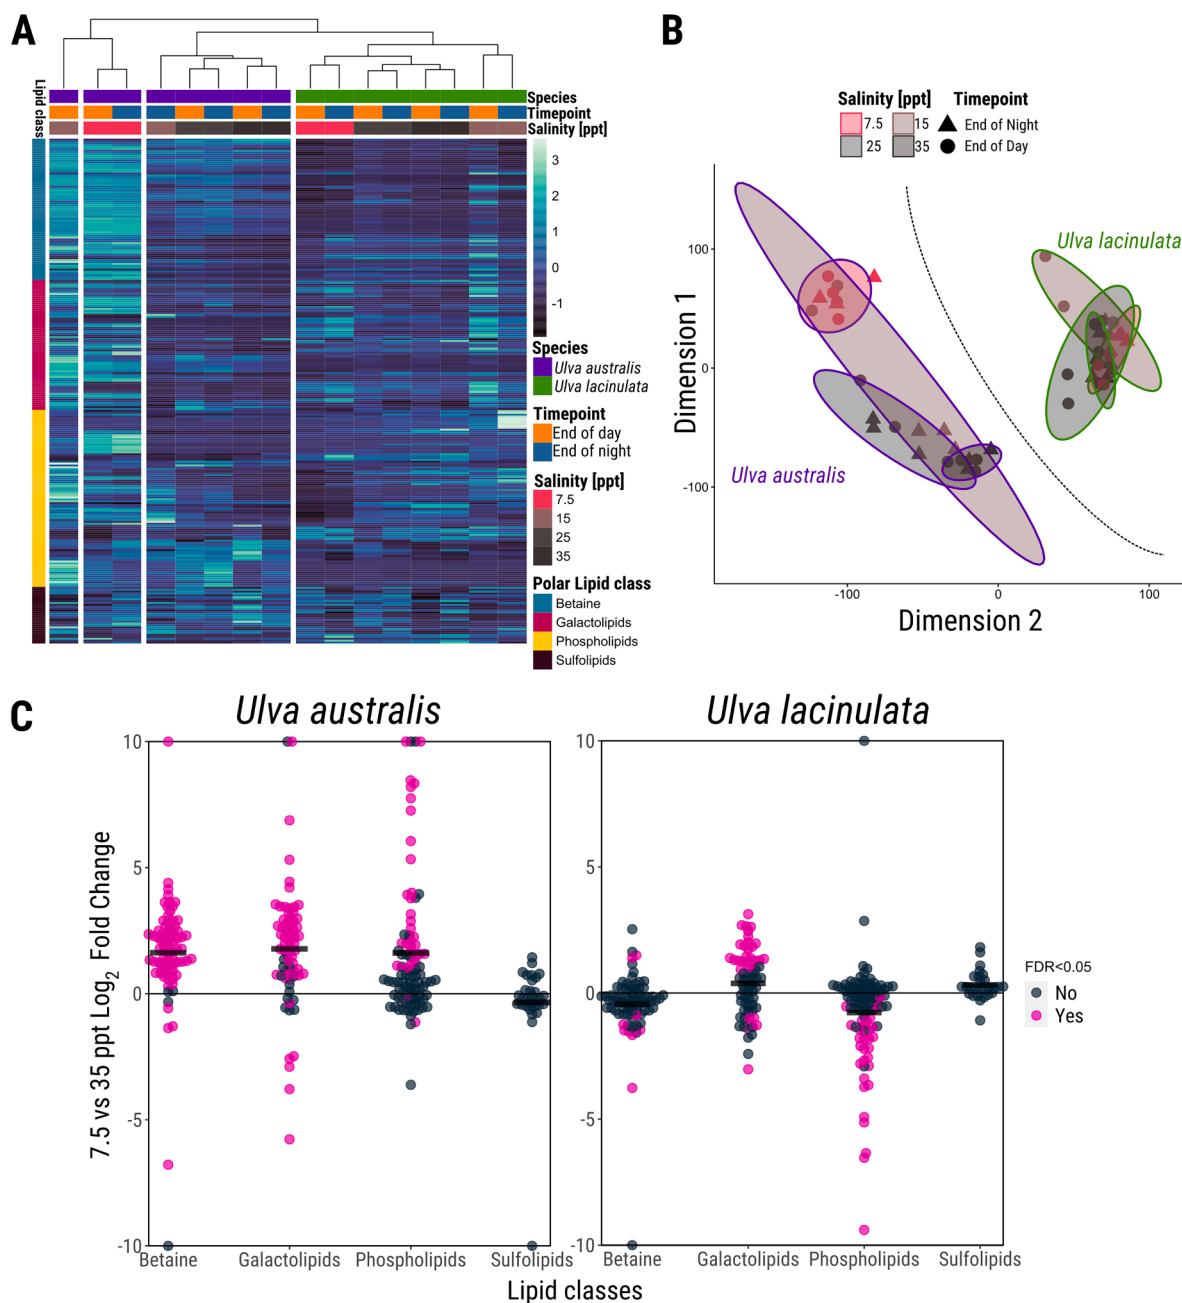 A
Lipid class
Species
Timepoint
Salinity [ppt]
3
2
1
0
-1
Species
Ulva australis
Ulva lacinulata
Timepoint
End of day
End of night
Salinity [ppt]
7.5
15
25
35
Polar Lipid class
Betaine
Galactolipids
Phospholipids
Sulfolipids
B
Salinity [ppt] Timepoint
7.5 15 End of Night
25 35 End of Day
Dimension 1
100
0
-100
Ulva lacinulata
Ulva australis
-100 0 100
Dimension 2
C
Ulva australis Ulva lacinulata
7.5 vs 35 ppt Log2 Fold Change
10
5
0
-5
-10
Betaine Galactolipids Phospholipids Sulfolipids
10
5
0
-5
-10
Betaine Galactolipids Phospholipids Sulfolipids
Lipid classes
FDR<0.05
No
Yes